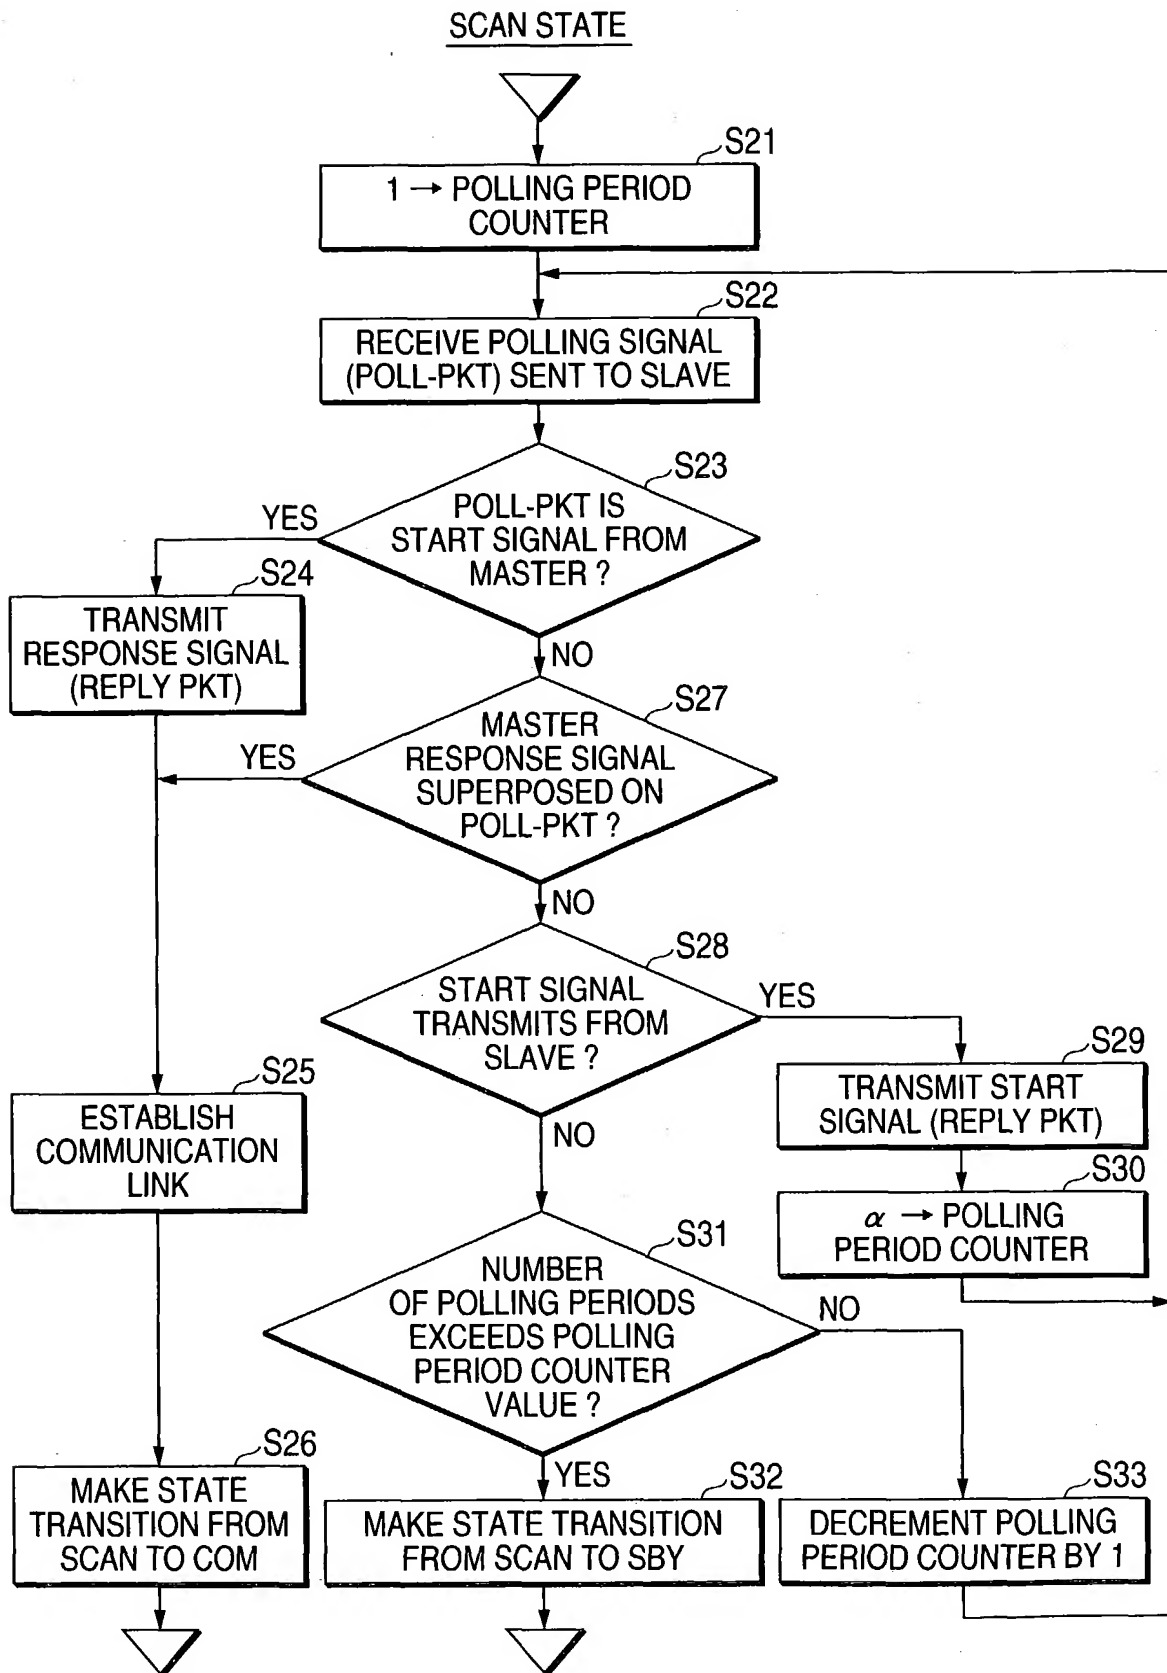 SCAN STATE
S21
1 → POLLING PERIOD
COUNTER
S22
RECEIVE POLLING SIGNAL
(POLL-PKT) SENT TO SLAVE
S23
POLL-PKT IS
START SIGNAL FROM
MASTER ?
YES
NO
S24
TRANSMIT
RESPONSE SIGNAL
(REPLY PKT)
S27
MASTER
RESPONSE SIGNAL
SUPERPOSED ON
POLL-PKT ?
YES
NO
S28
START SIGNAL
TRANSMITS FROM
SLAVE ?
YES
NO
S29
TRANSMIT START
SIGNAL (REPLY PKT)
S25
ESTABLISH
COMMUNICATION
LINK
S30
α → POLLING
PERIOD COUNTER
S31
NUMBER
OF POLLING PERIODS
EXCEEDS POLLING
PERIOD COUNTER
VALUE ?
NO
YES
S26
MAKE STATE
TRANSITION FROM
SCAN TO COM
S32
MAKE STATE TRANSITION
FROM SCAN TO SBY
S33
DECREMENT POLLING
PERIOD COUNTER BY 1